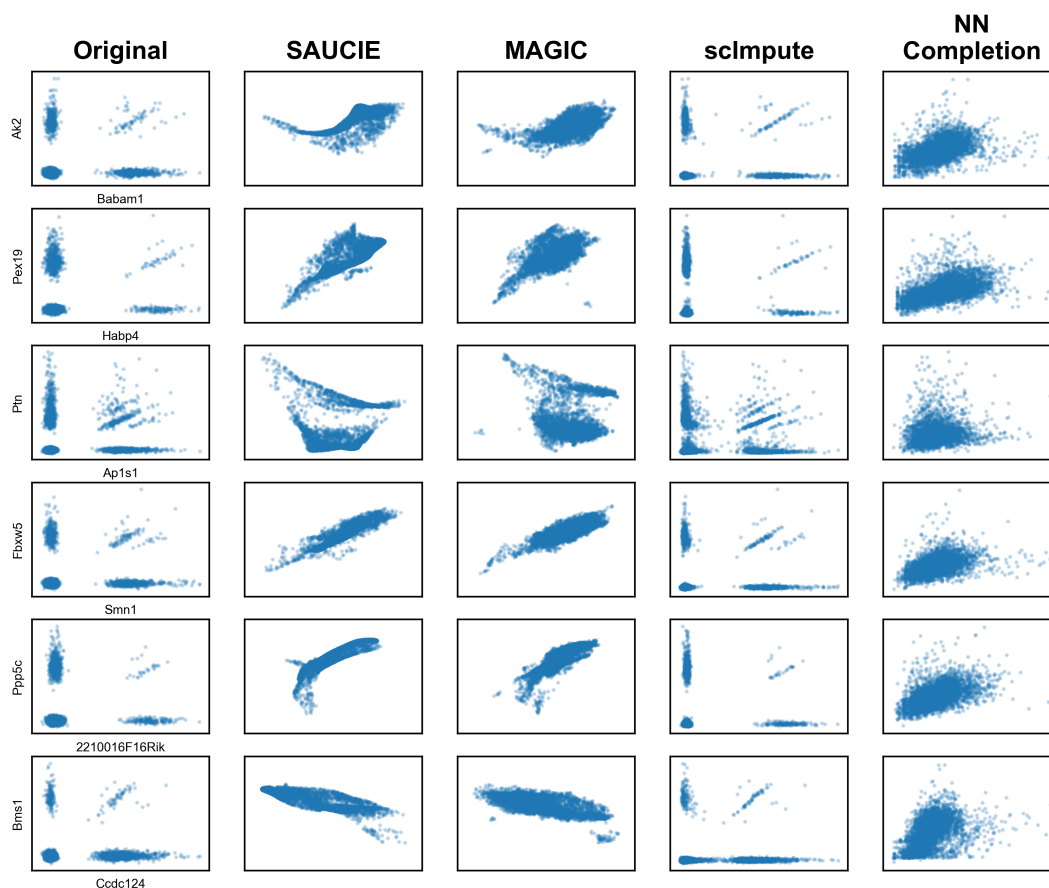 Original
SAUCIE
MAGIC
scImpute
NN
Completion
Ak2
Babam1
Pex19
Habp4
Ptn
Ap1s1
Fbxw5
Smn1
Ppp5c
2210016F16Rik
Bms1
Ccdc124